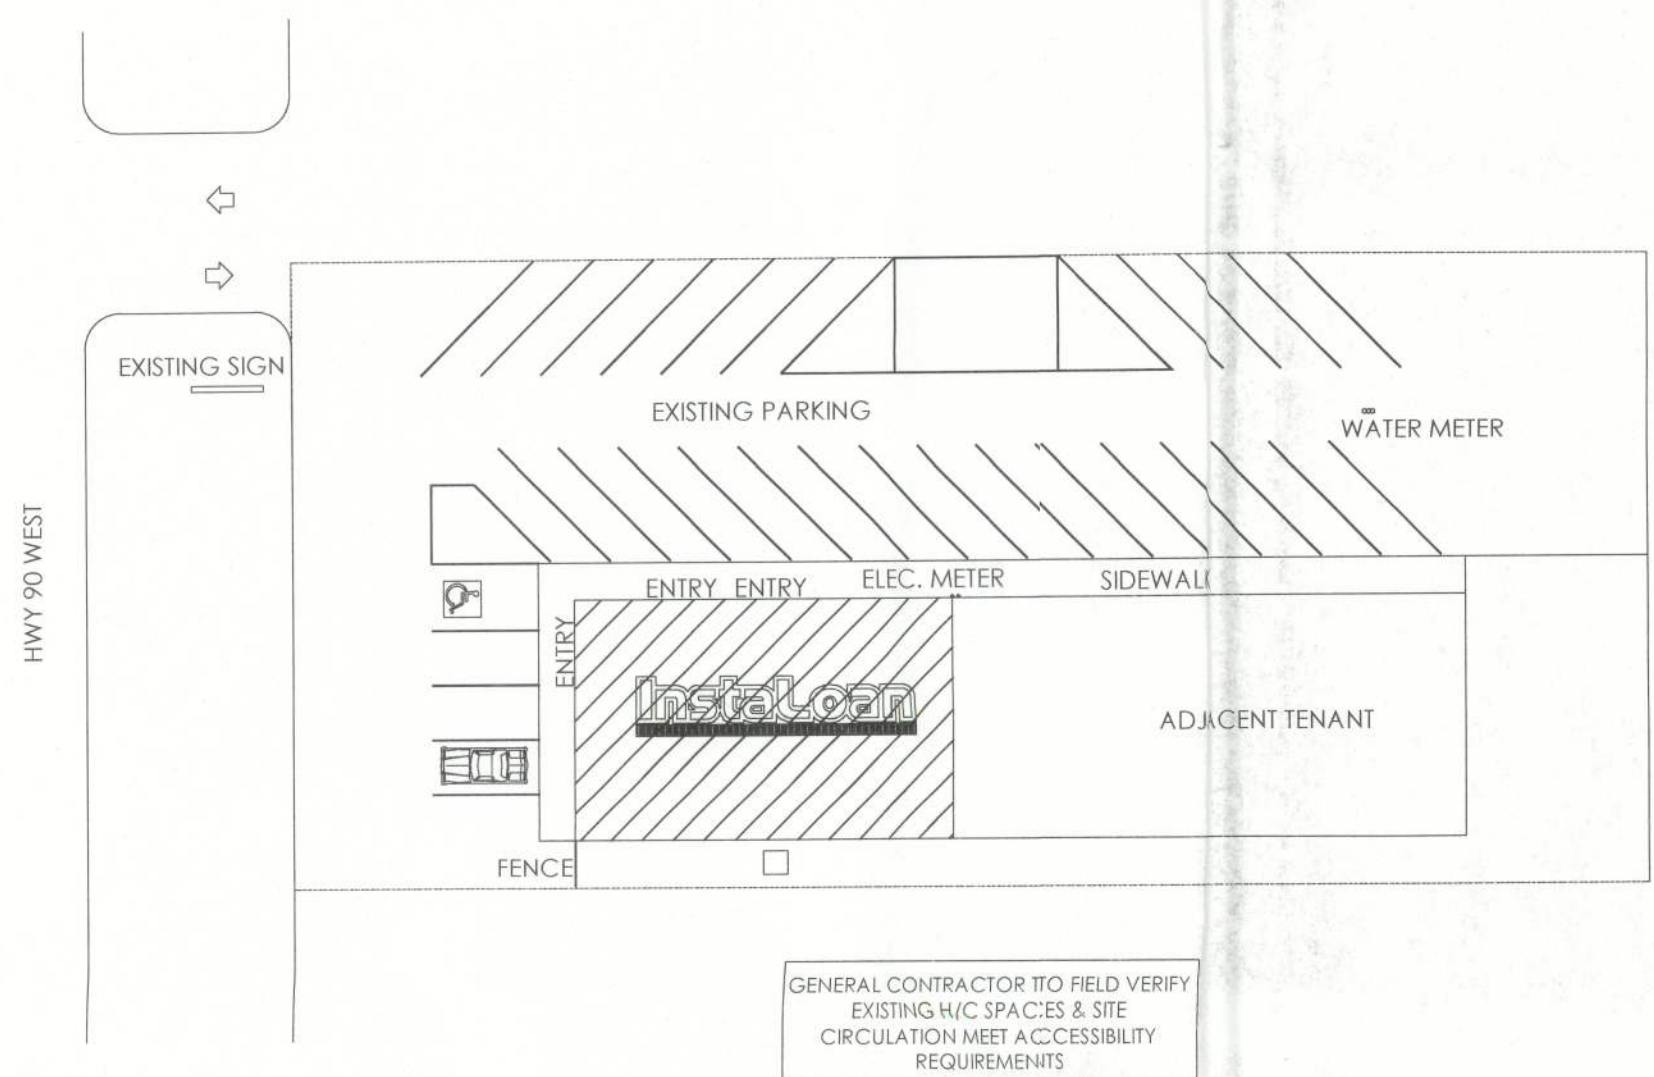 EXISTING SIGN
EXISTING PARKING
WATER METER
HWY 90 WEST
ENTRY ENTRY
ELEC. METER
SIDEWALK
ENTRY
InstaLoan
ADJACENT TENANT
FENCE
GENERAL CONTRACTOR TO FIELD VERIFY
EXISTING H/C SPACES & SITE
CIRCULATION MEET ACCESSIBILITY
REQUIREMENTS